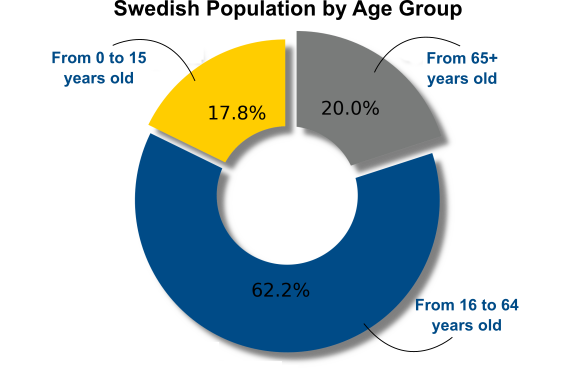 Swedish Population by Age Group
From 0 to 15
years old
From 65+
years old
17.8%
20.0%
62.2%
From 16 to 64
years old